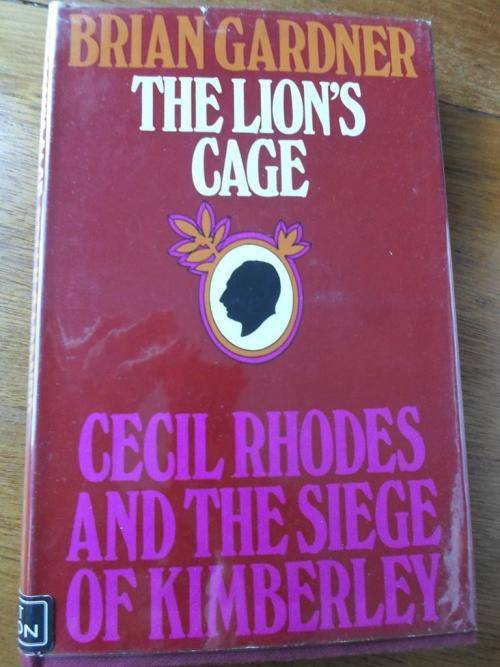 BRIAN GARDNER
THE LION'S
CAGE
CECIL RHODES
AND THE SIEGE
OF KIMBERLEY